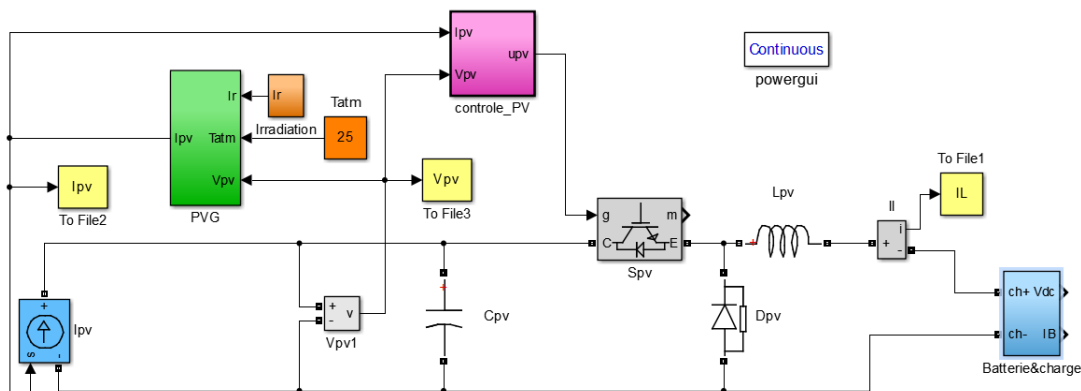 Ipv
upv
Vpv
controle_PV
Continuous
powergui
Ir
Ir
Irradiation
Tatm
Ipv
Tatm
25
Vpv
PVG
Ipv
To File2
Vpv
To File3
To File1
IL
Lpv
Il
i
+
-
g
m
C
E
Spv
+
Ipv
s
-
+
-
v
Vpv1
+
Cpv
Dpv
+
ch+
Vdc
ch-
IB
Batterie&charge